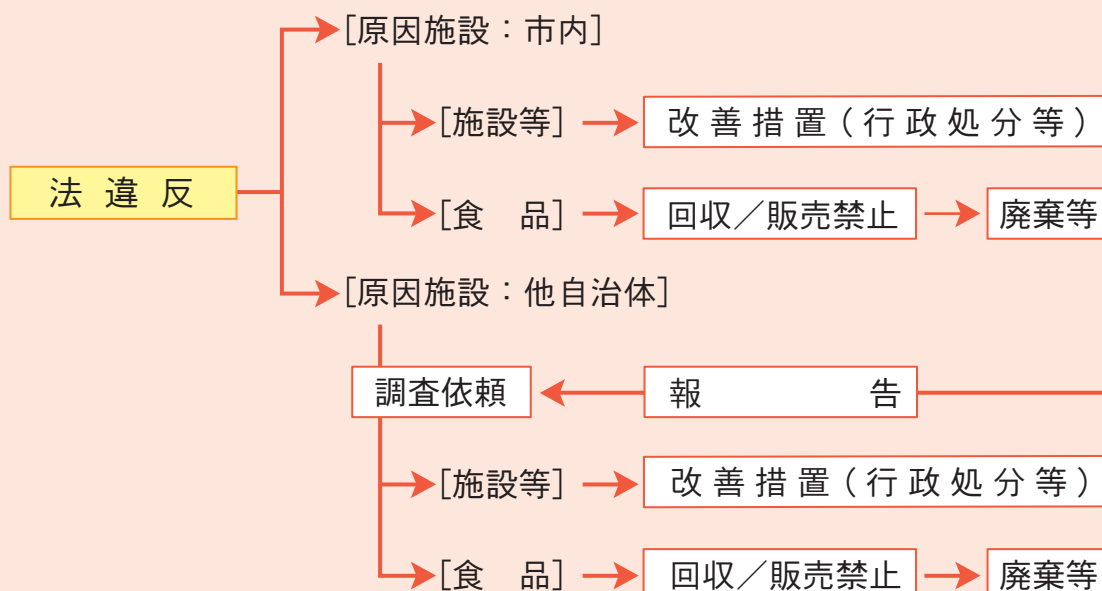 [原因施設：市内]
[施設等]
改善措置(行政処分等)
法違反
[食　品]
回収／販売禁止
廃棄等
[原因施設：他自治体]
調査依頼
報　告
[施設等]
改善措置(行政処分等)
[食　品]
回収／販売禁止
廃棄等